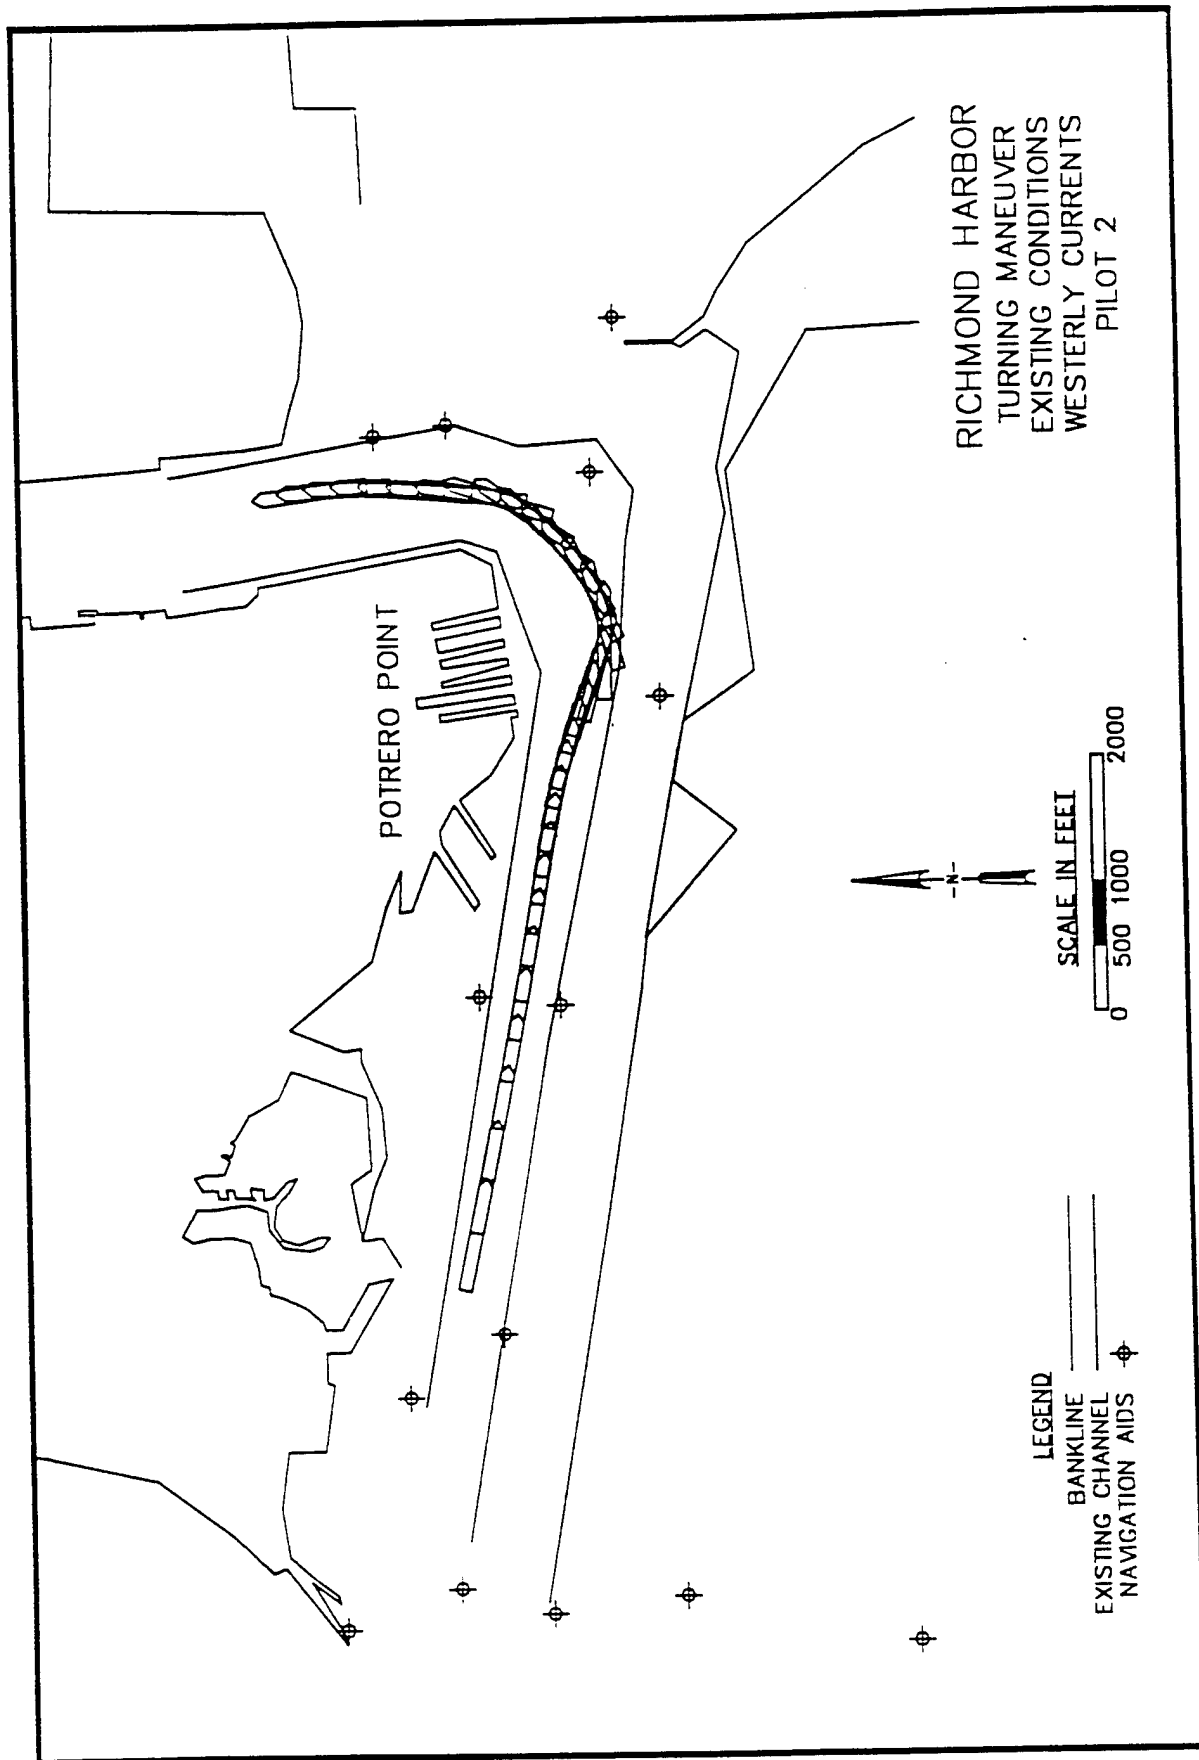 POTRERO POINT
RICHMOND HARBOR
TURNING MANEUVER
EXISTING CONDITIONS
WESTERLY CURRENTS
PILOT 2
-N-
SCALE IN FEET
0 500 1000 2000
LEGEND
BANKLINE
EXISTING CHANNEL
NAVIGATION AIDS